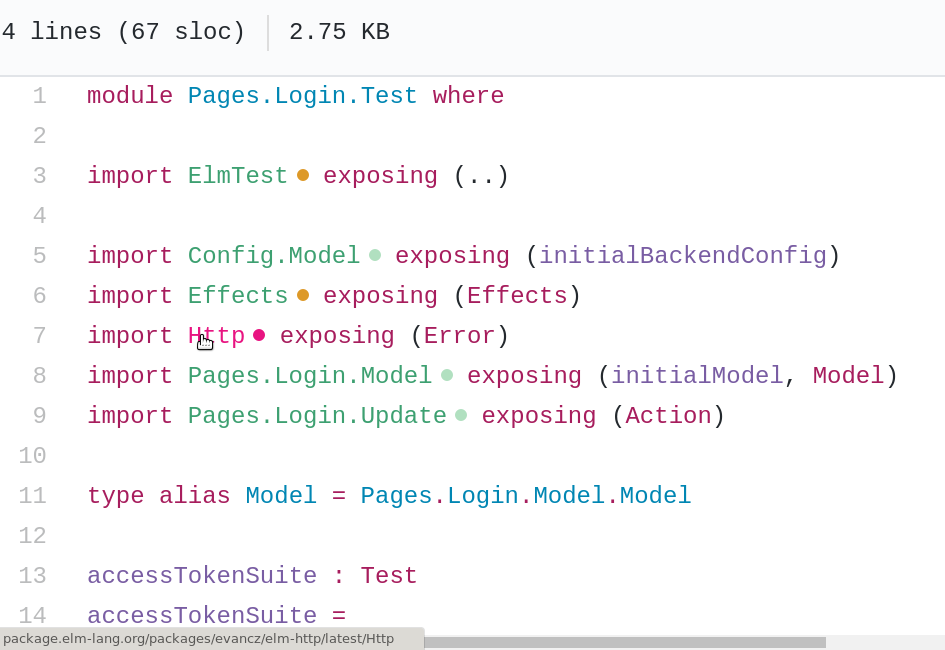 4 lines (67 sloc) 2.75 KB
1 module Pages.Login.Test where
2
3 import ElmTest exposing (..)
4
5 import Config.Model exposing (initialBackendConfig)
6 import Effects exposing (Effects)
7 import Http exposing (Error)
8 import Pages.Login.Model exposing (initialModel, Model)
9 import Pages.Login.Update exposing (Action)
10
11 type alias Model = Pages.Login.Model.Model
12
13 accessTokenSuite : Test
14 accessTokenSuite =
package.elm-lang.org/packages/evancz/elm-http/latest/Http